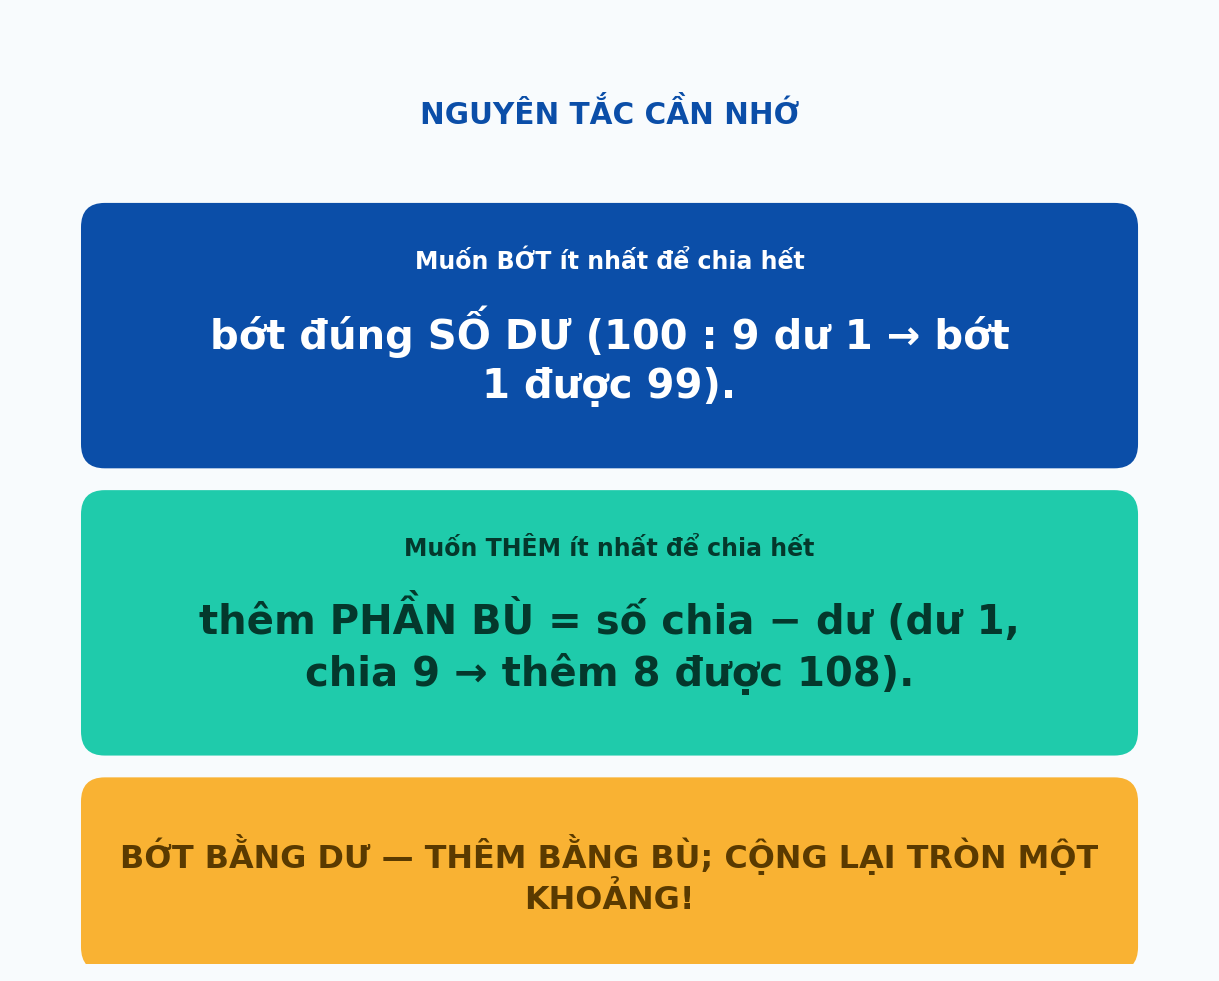 NGUYÊN TẮC CẦN NHỚ
Muốn BỚT ít nhất để chia hết
bớt đúng SỐ DƯ (100 : 9 dư 1 → bớt
1 được 99).
Muốn THÊM ít nhất để chia hết
thêm PHẦN BÙ = số chia − dư (dư 1,
chia 9 → thêm 8 được 108).
BỚT BẰNG DƯ — THÊM BẰNG BÙ; CỘNG LẠI TRÒN MỘT
KHOẢNG!